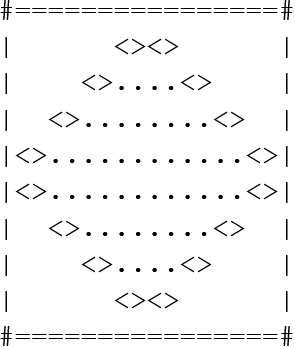 #================#
|      <><>      |
|    <>....<>    |
|  <>........<>  |
|<>............<>|
|<>............<>|
|  <>........<>  |
|    <>....<>    |
|      <><>      |
#================#